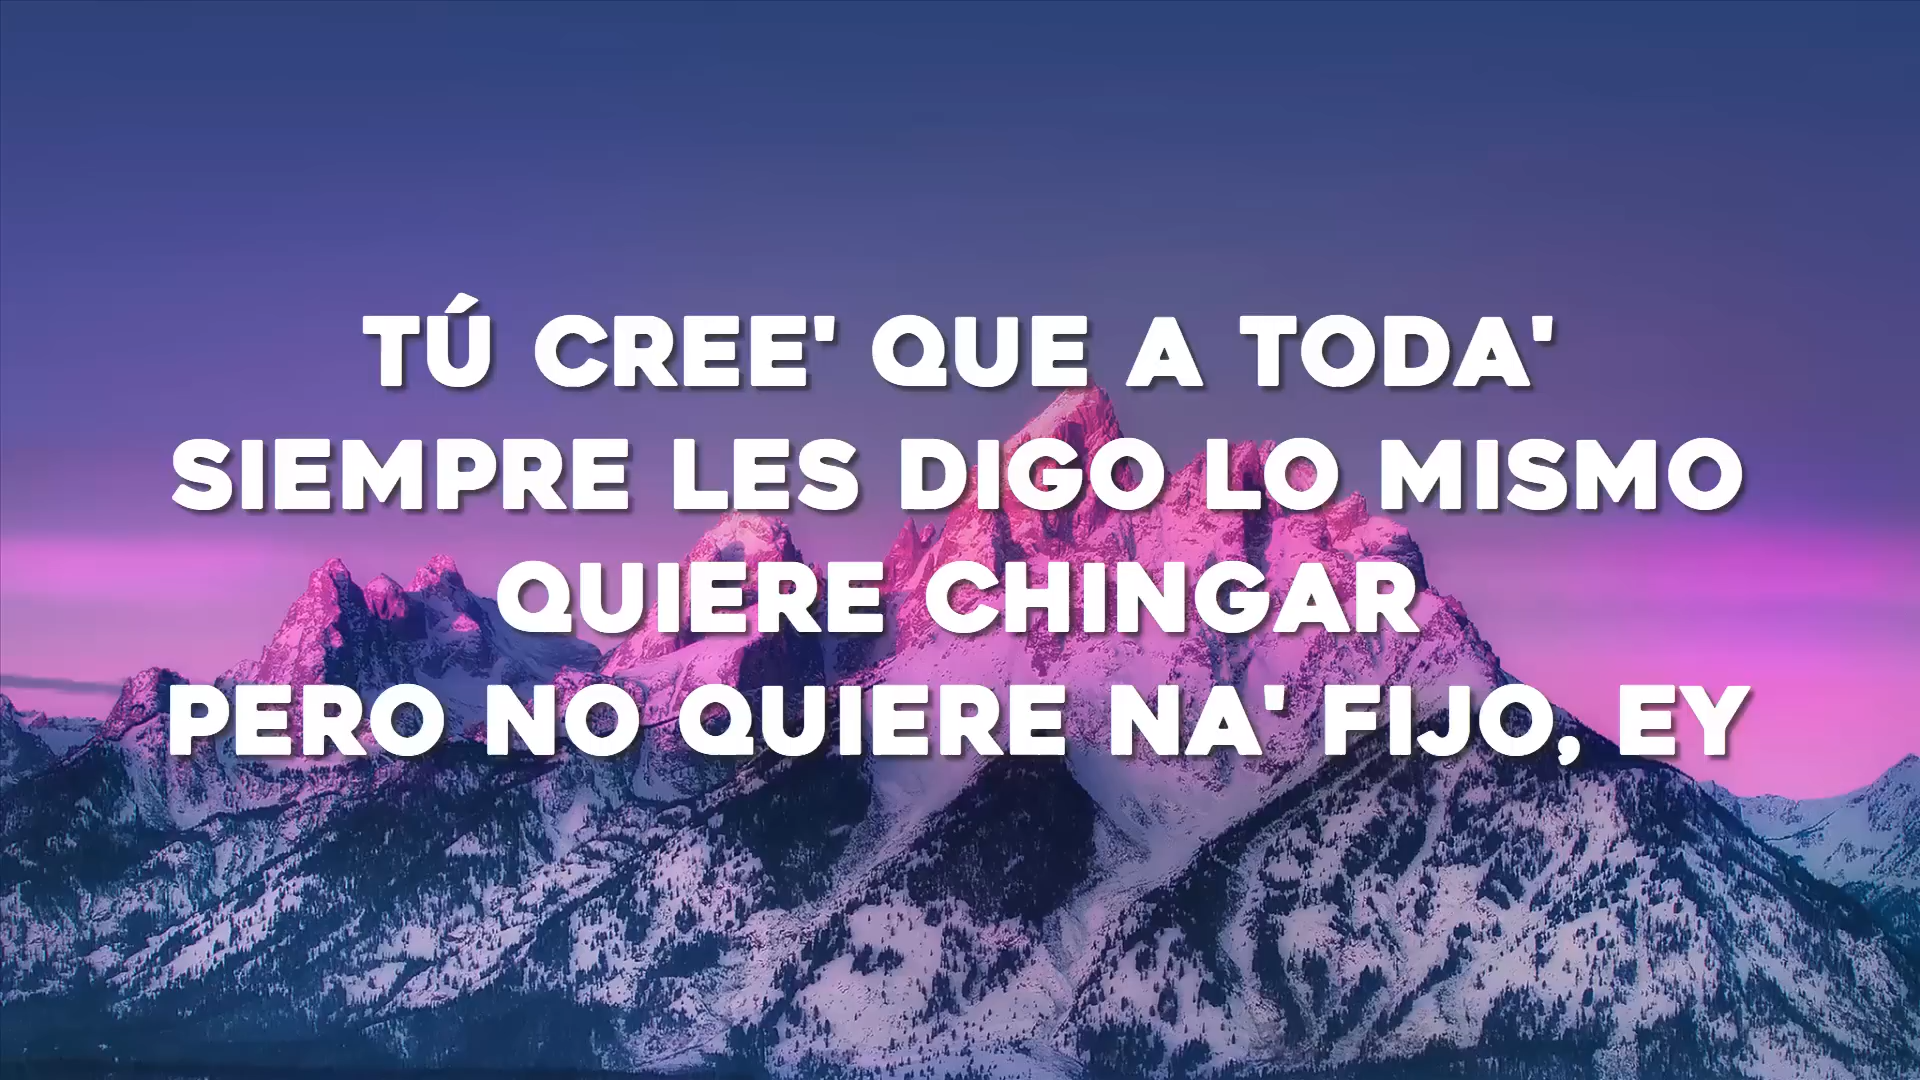 TÚ CREE' QUE A TODA'
SIEMPRE LES DIGO LO MISMO
QUIERE CHINGAR
PERO NO QUIERE NA' FIJO, EY